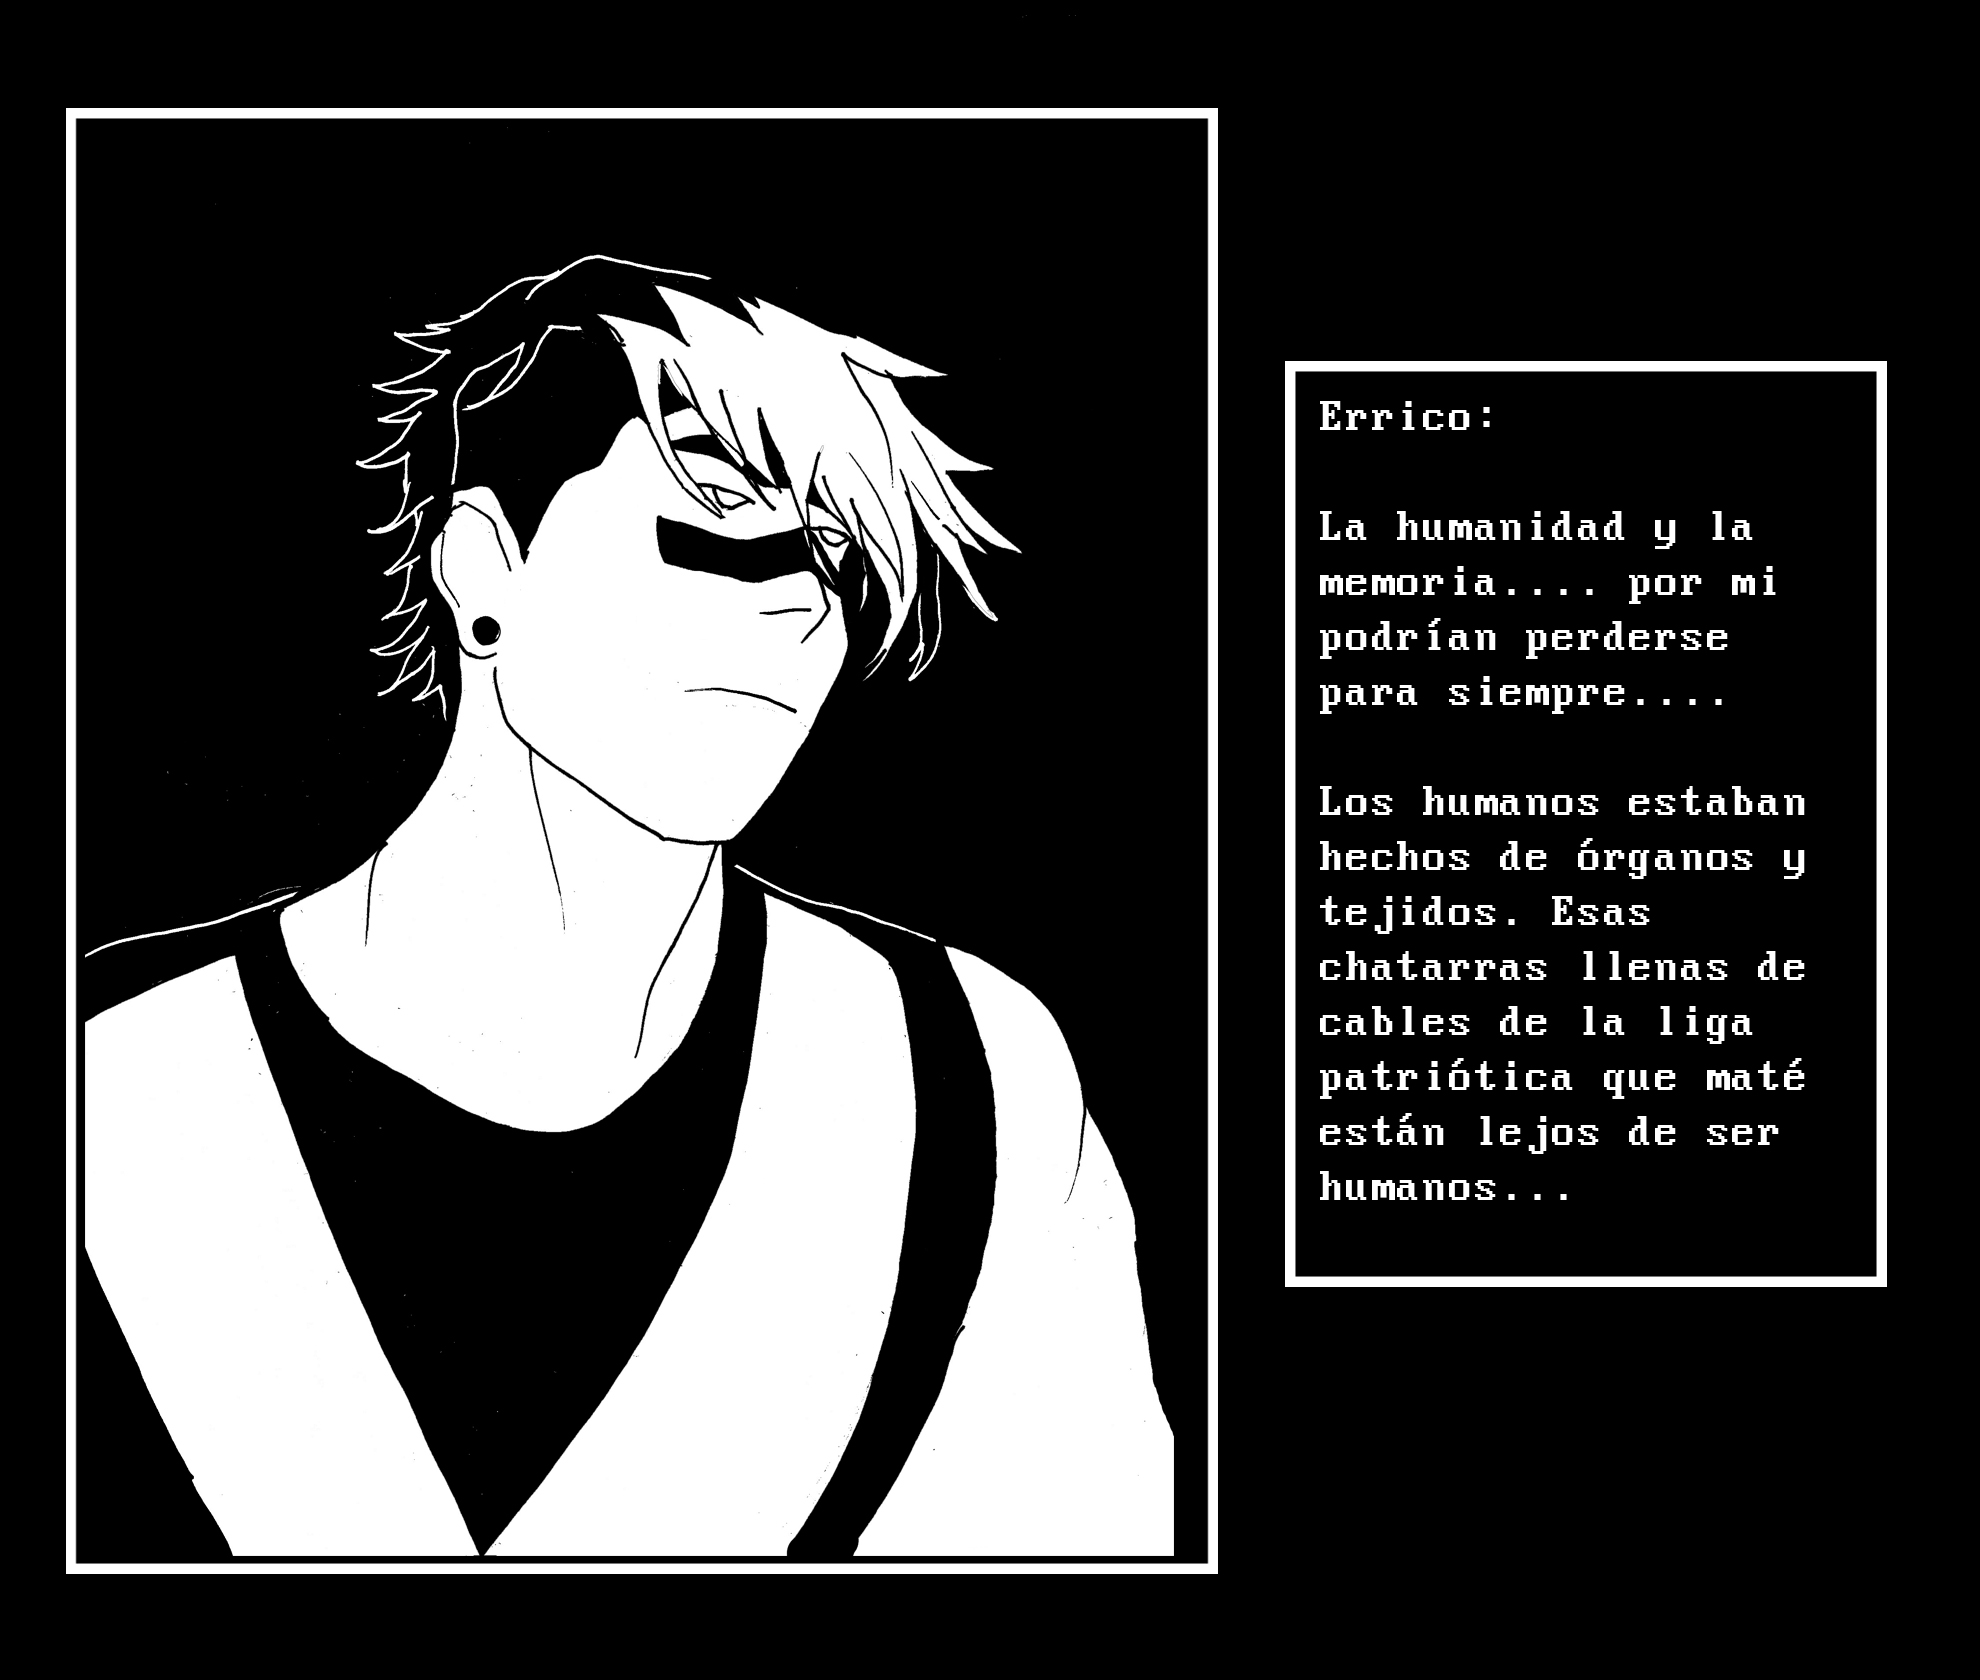 Errico:
La humanidad y la
memoria.... por mi
podrían perderse
para siempre....
Los humanos estaban
hechos de órganos y
tejidos. Esas
chatarras llenas de
cables de la liga
patriótica que maté
están lejos de ser
humanos...